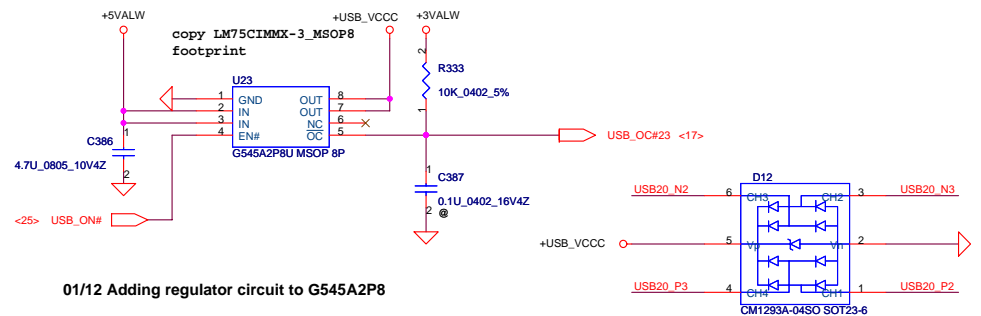 +5VALW
+USB_VCCC
+3VALW
copy LM75CIMMX-3_MSOP8
footprint
U23
1 GND OUT 8
2 IN OUT 7
3 IN NC 6
4 EN# OC 5
G545A2P8U MSOP 8P
2
R333
10K_0402_5%
1
1
C386
4.7U_0805_10V4Z
2
USB_OC#23 <17>
1
C387
0.1U_0402_16V4Z
2
@
<25> USB_ON#
D12
USB20_N2 6 CH3 CH2 3 USB20_N3
+USB_VCCC 5 Vp Vn 2
USB20_P3 4 CH4 CH1 1 USB20_P2
CM1293A-04SO SOT23-6
01/12 Adding regulator circuit to G545A2P8